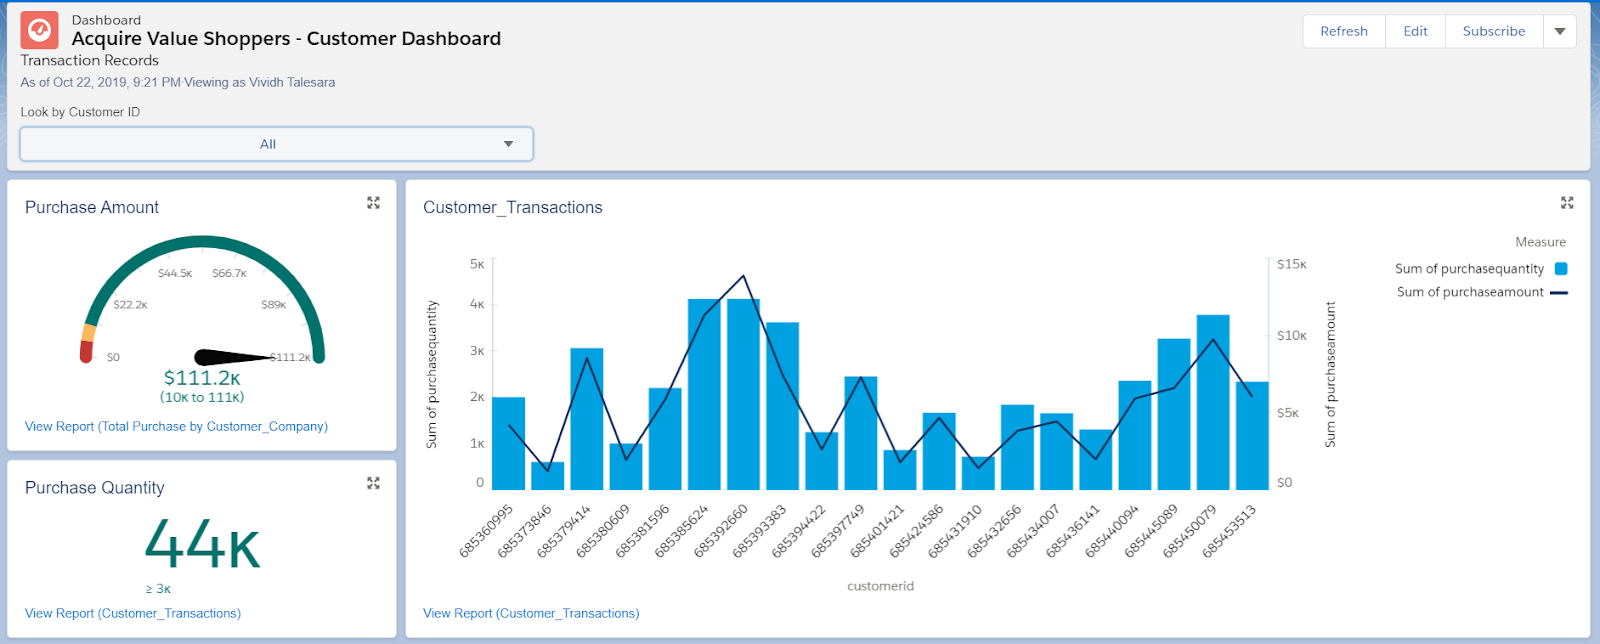 Dashboard
Acquire Value Shoppers - Customer Dashboard
Transaction Records
As of Oct 22, 2019, 9:21 PM·Viewing as Vividh Talesara
Refresh
Edit
Subscribe
Look by Customer ID
All
Purchase Amount
$44.5K
$66.7K
$22.2K
$89K
$0
$111.2K
$111.2K
(10K to 111K)
View Report (Total Purchase by Customer_Company)
Purchase Quantity
44K
≥ 3K
View Report (Customer_Transactions)
Customer_Transactions
Measure
Sum of purchasequantity
Sum of purchaseamount
Sum of purchasequantity
5K
4K
3K
2K
1K
0
$15K
$10K
$5K
$0
Sum of purchaseamount
685360995
685373846
685379414
685380609
685381596
685385624
685392660
685393383
685394422
685397749
685401421
685424586
685431910
685432656
685434007
685436141
685440094
685445089
685450079
685453513
customerid
View Report (Customer_Transactions)